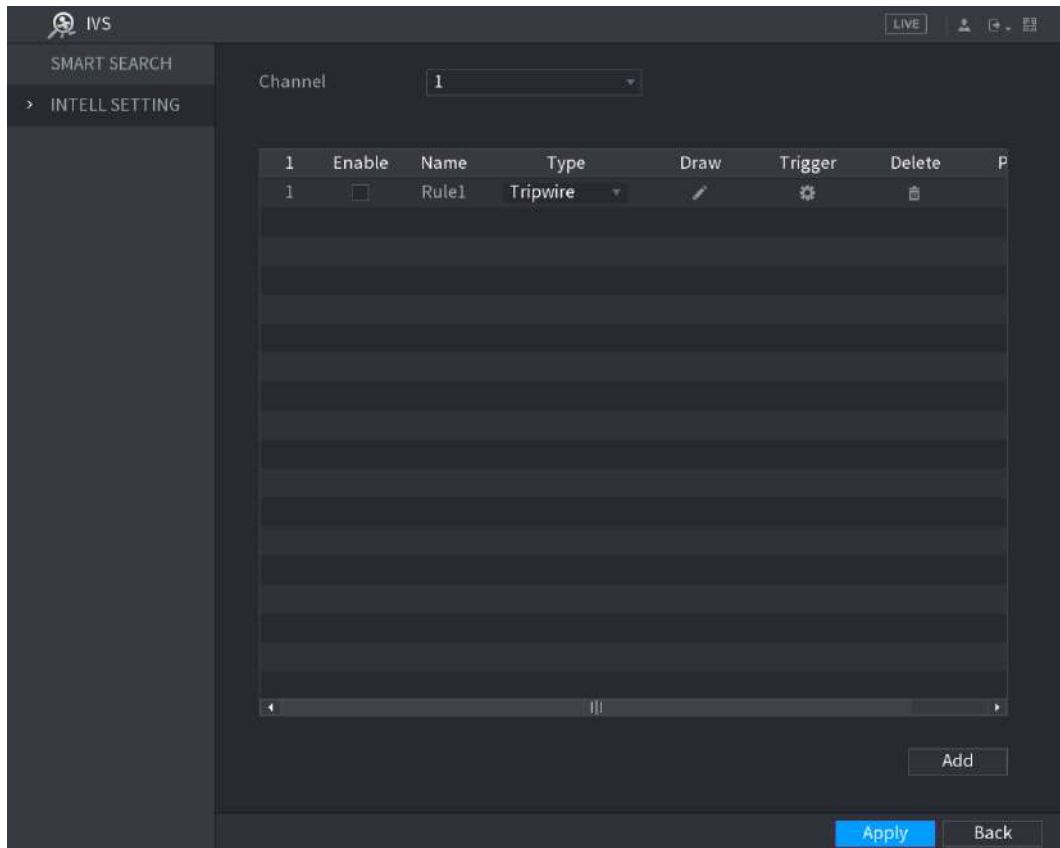 IVS LIVE
SMART SEARCH
INTELL SETTING
Channel 1
1 Enable Name Type Draw Trigger Delete P
1 Rule1 Tripwire
Add
Apply Back